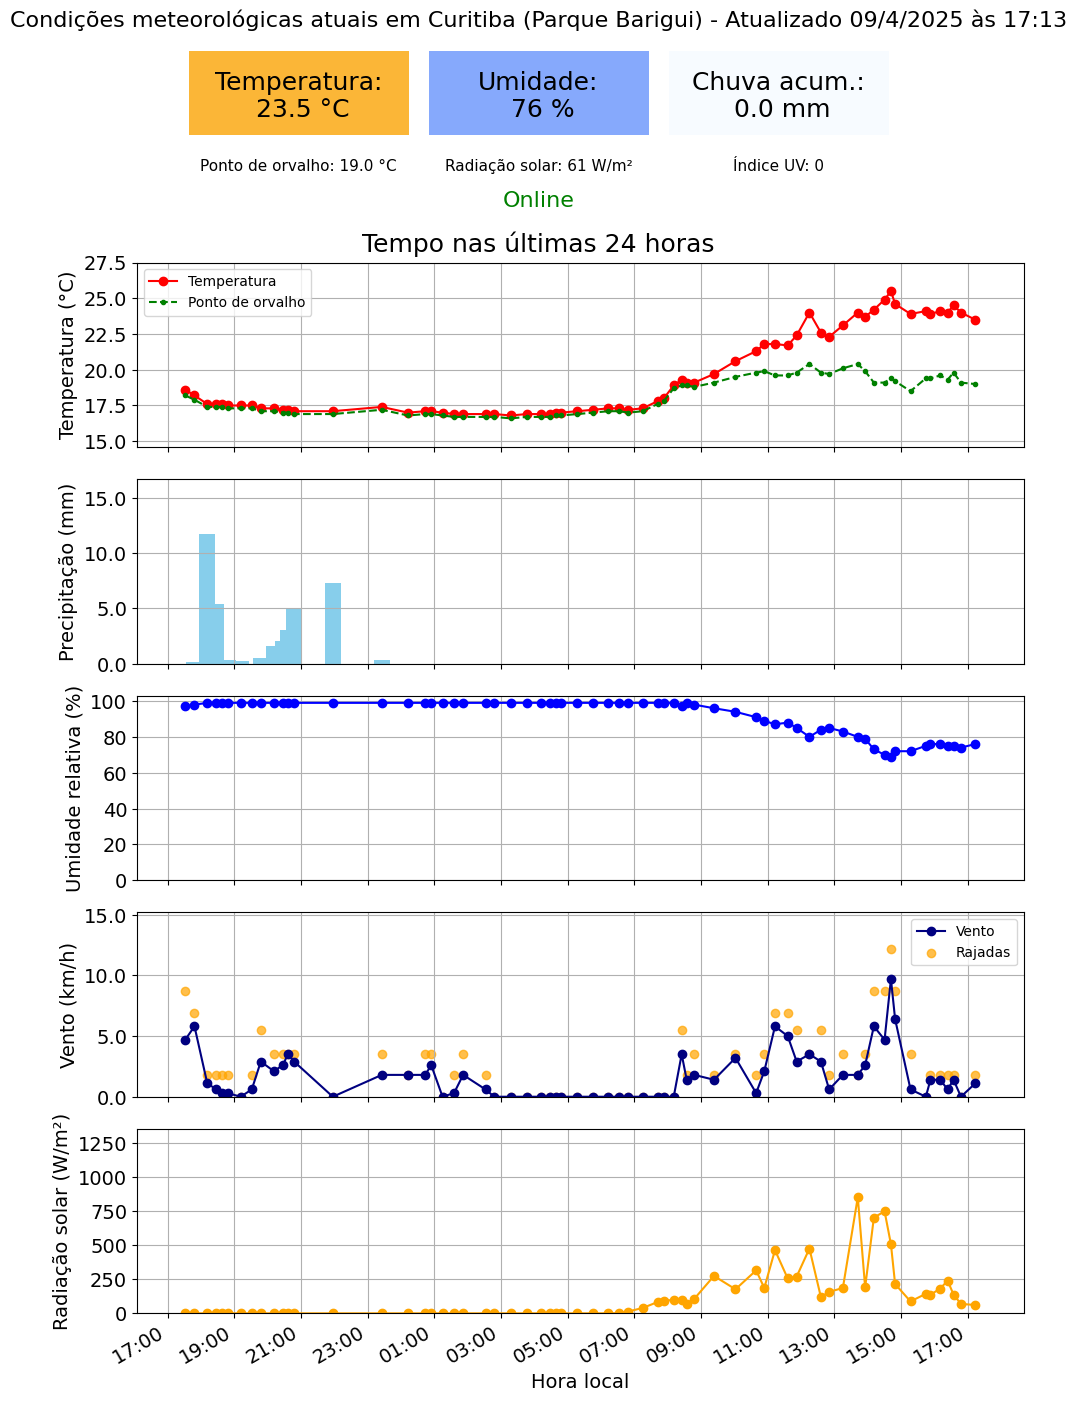 Condições meteorológicas atuais em Curitiba (Parque Barigui) - Atualizado 09/4/2025 às 17:13
Temperatura:
23.5 °C
Umidade:
76 %
Chuva acum.:
0.0 mm
Ponto de orvalho: 19.0 °C
Radiação solar: 61 W/m²
Índice UV: 0
Online
Tempo nas últimas 24 horas
Temperatura (°C)
27.5
25.0
22.5
20.0
17.5
15.0
Temperatura
Ponto de orvalho
Precipitação (mm)
15.0
10.0
5.0
0.0
Umidade relativa (%)
100
80
60
40
20
0
Vento (km/h)
15.0
10.0
5.0
0.0
Vento
Rajadas
Radiação solar (W/m²)
1250
1000
750
500
250
0
17:00
19:00
21:00
23:00
01:00
03:00
05:00
07:00
09:00
11:00
13:00
15:00
17:00
Hora local